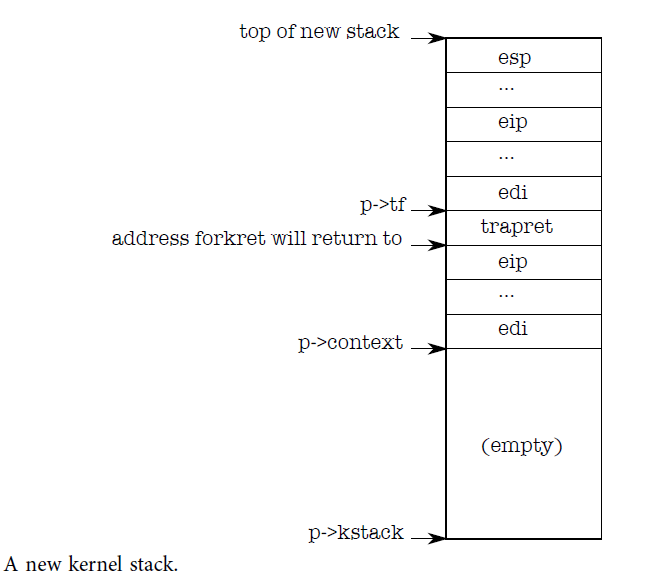 top of new stack
esp
...
eip
...
edi
p->tf
trapret
address forkret will return to
eip
...
edi
p->context
(empty)
p->kstack
A new kernel stack.